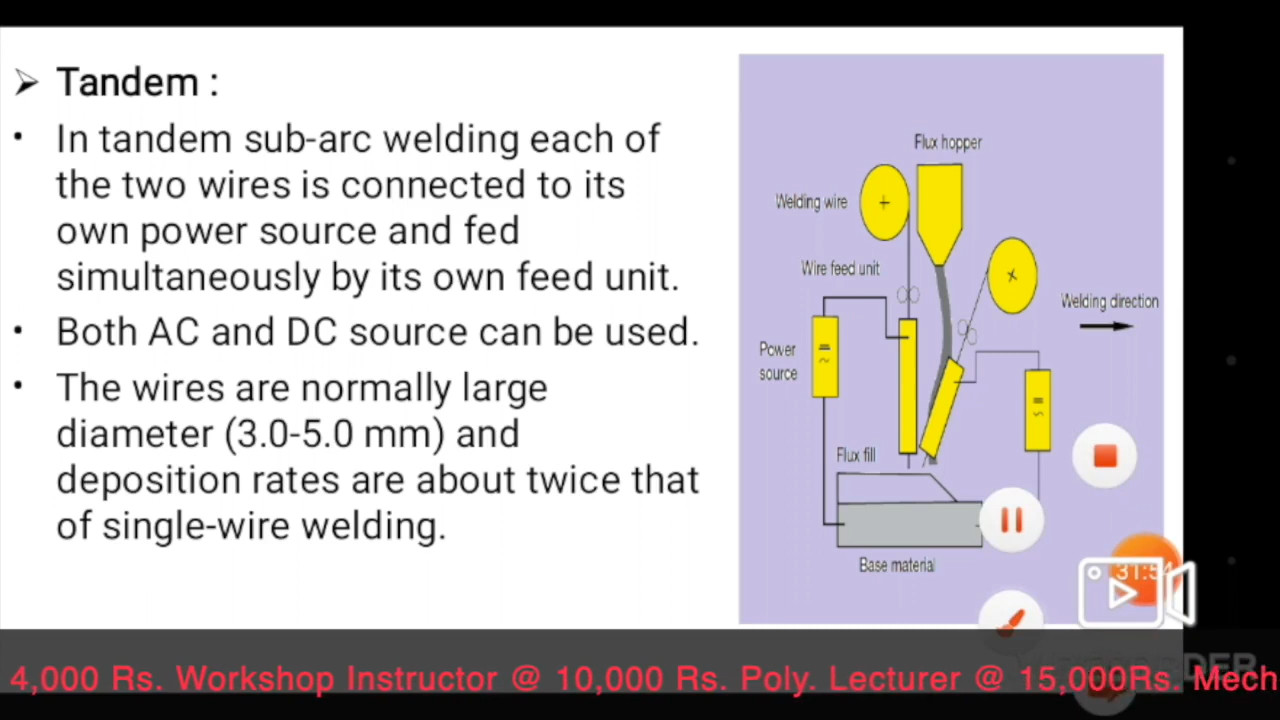 ➤ Tandem :
• In tandem sub-arc welding each of
the two wires is connected to its
own power source and fed
simultaneously by its own feed unit.
• Both AC and DC source can be used.
• The wires are normally large
diameter (3.0-5.0 mm) and
deposition rates are about twice that
of single-wire welding.
Flux hopper
Welding wire
Wire feed unit
Welding direction
Power
source
Flux fill
Base material
31:54
4,000 Rs. Workshop Instructor @ 10,000 Rs. Poly. Lecturer @ 15,000Rs. Mech